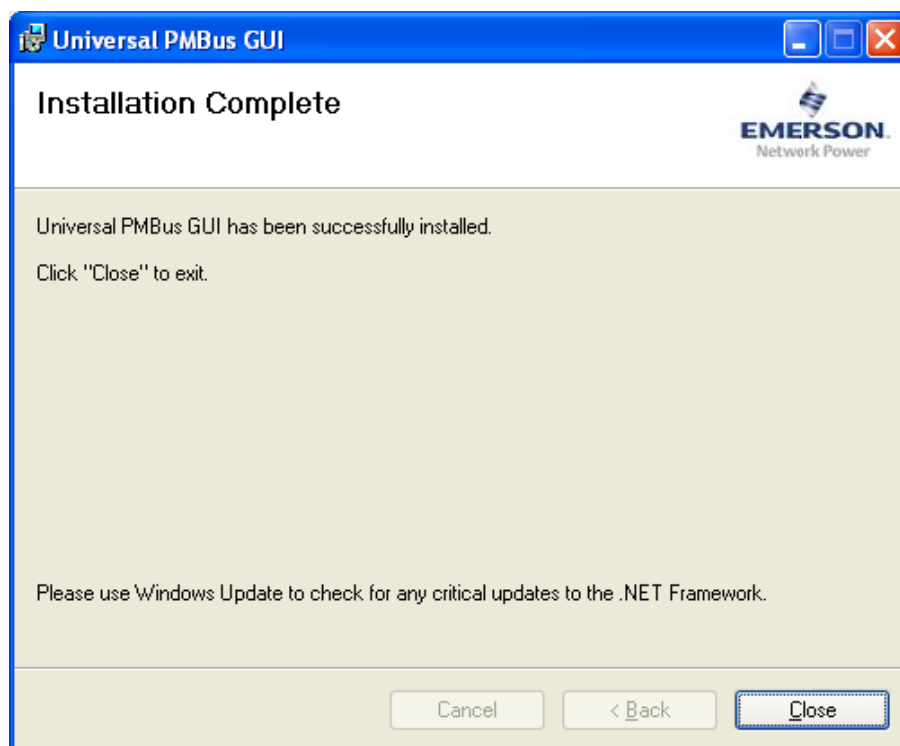 Universal PMBus GUI
Installation Complete
EMERSON.
Network Power
Universal PMBus GUI has been successfully installed.
Click "Close" to exit.
Please use Windows Update to check for any critical updates to the .NET Framework.
Cancel
< Back
Close